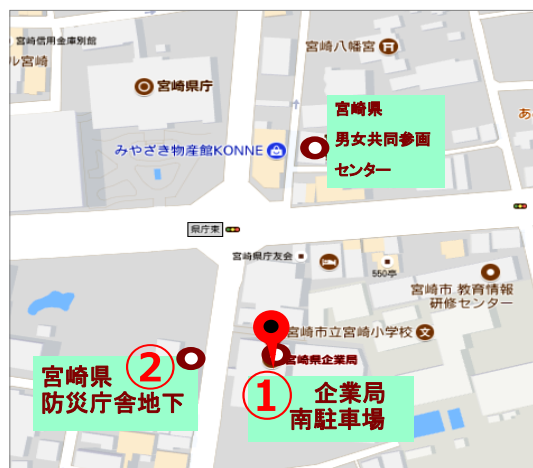 宮崎信用金庫別館
ル宮崎
宮崎八幡宮
宮崎県庁
あ
宮崎県
男女共同参画
センター
みやざき物産館KONNE
県庁東
宮崎県庁友会
550亭
宮崎市 教育情報
研修センター
宮崎市立宮崎小学校
文
宮崎県企業局
②
宮崎県
防災庁舎地下
①
企業局
南駐車場